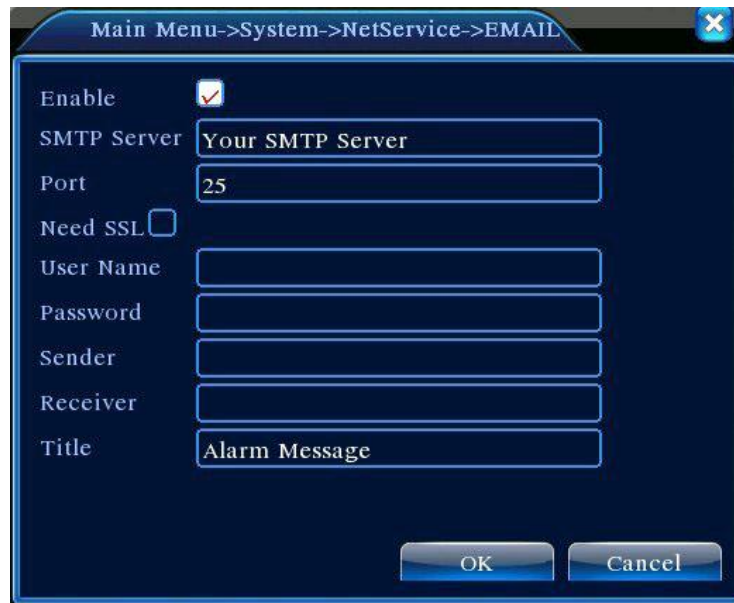 Main Menu->System->NetService->EMAIL
Enable
SMTP Server Your SMTP Server
Port 25
Need SSL
User Name
Password
Sender
Receiver
Title Alarm Message
OK Cancel